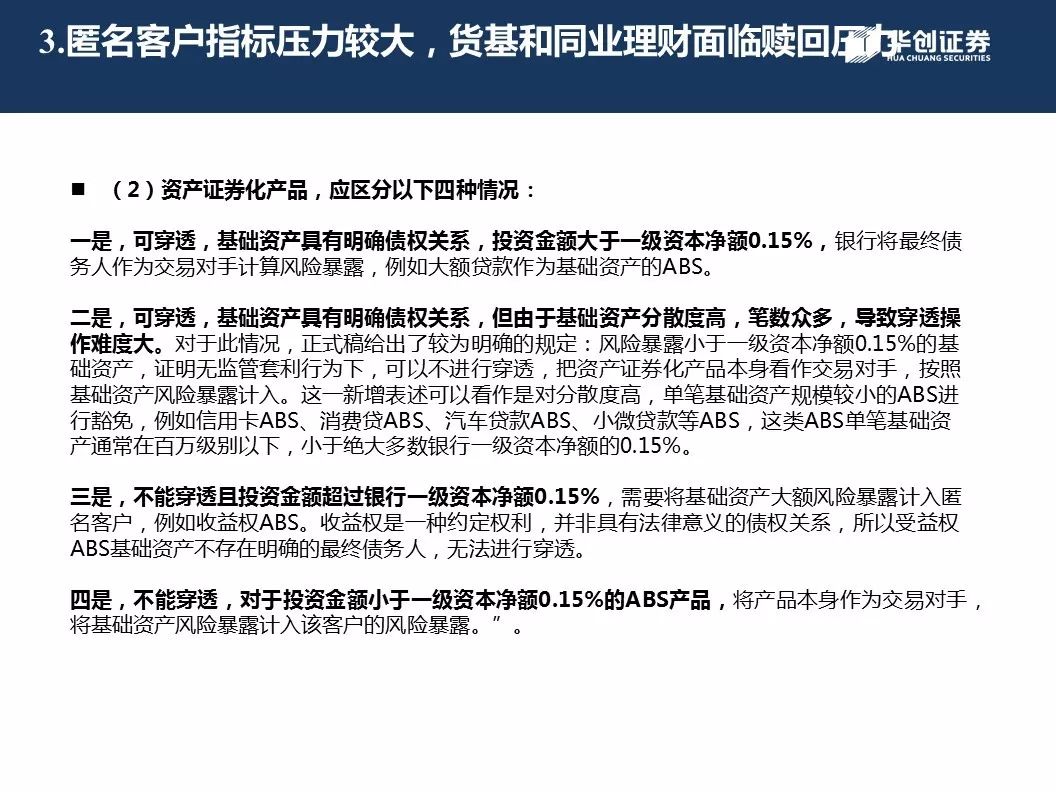 3.匿名客户指标压力较大，货基和同业理财面临赎回压力
华创证券
HUA CHUANG SECURITIES
■ （2）资产证券化产品，应区分以下四种情况：
一是，可穿透，基础资产具有明确债权关系，投资金额大于一级资本净额0.15%，银行将最终债
务人作为交易对手计算风险暴露，例如大额贷款作为基础资产的ABS。
二是，可穿透，基础资产具有明确债权关系，但由于基础资产分散度高，笔数众多，导致穿透操
作难度大。对于此情况，正式稿给出了较为明确的规定：风险暴露小于一级资本净额0.15%的基
础资产，证明无监管套利行为下，可以不进行穿透，把资产证券化产品本身看作交易对手，按照
基础资产风险暴露计入。这一新增表述可以看作是对分散度高，单笔基础资产规模较小的ABS进
行豁免，例如信用卡ABS、消费贷ABS、汽车贷款ABS、小微贷款等ABS，这类ABS单笔基础资
产通常在百万级别以下，小于绝大多数银行一级资本净额的0.15%。
三是，不能穿透且投资金额超过银行一级资本净额0.15%，需要将基础资产大额风险暴露计入匿
名客户，例如收益权ABS。收益权是一种约定权利，并非具有法律意义的债权关系，所以受益权
ABS基础资产不存在明确的最终债务人，无法进行穿透。
四是，不能穿透，对于投资金额小于一级资本净额0.15%的ABS产品，将产品本身作为交易对手，
将基础资产风险暴露计入该客户的风险暴露。”。